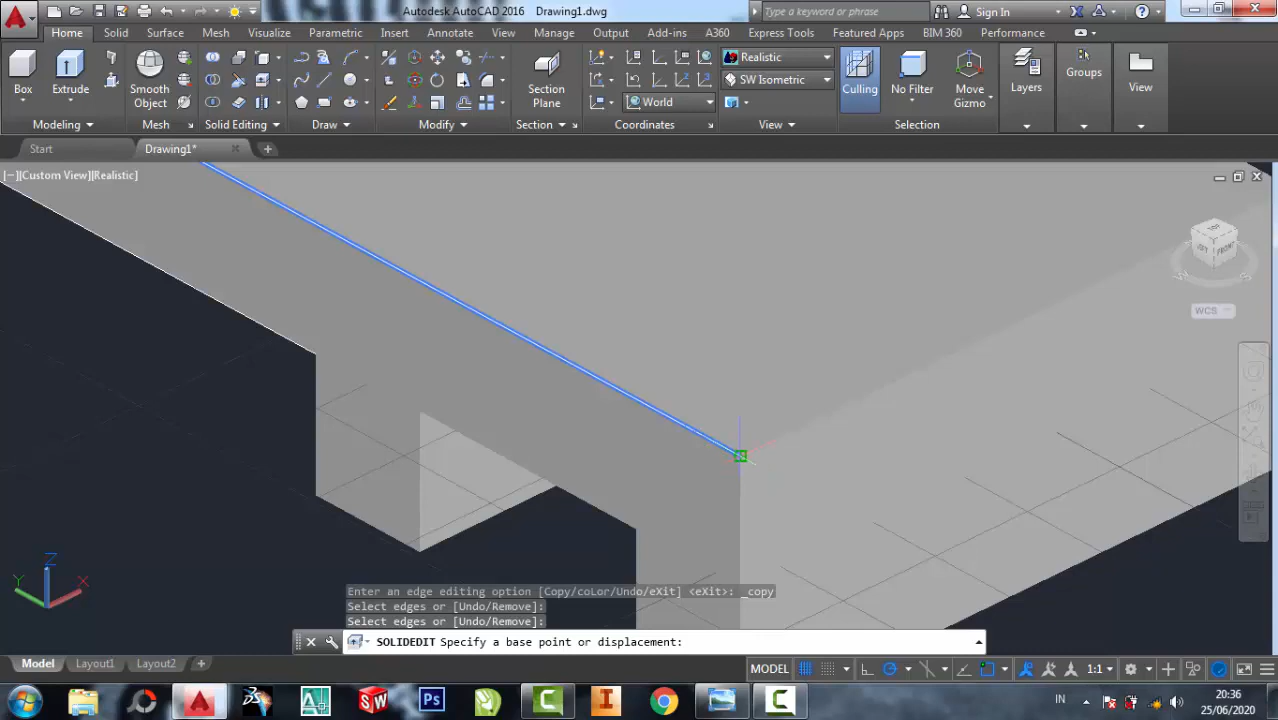 Autodesk AutoCAD 2016 Drawing1.dwg
Type a keyword or phrase
Sign In
Home Solid Surface Mesh Visualize Parametric Insert Annotate View Manage Output Add-ins A360 Express Tools Featured Apps BIM 360 Performance
Realistic
SW Isometric
World
Box Extrude Smooth Object Section Plane Culling No Filter Move Gizmo Layers Groups View
Modeling Mesh Solid Editing Draw Modify Section Coordinates View Selection
Start Drawing1* +
[−][Custom View][Realistic]
FRONT
W S
WCS
Z
Y X
Enter an edge editing option [Copy/coLor/Undo/eXit] <eXit>: _copy
Select edges or [Undo/Remove]:
Select edges or [Undo/Remove]:
SOLIDEDIT Specify a base point or displacement:
Model Layout1 Layout2 +
MODEL 1:1
SW Ps
IN
20:36
25/06/2020